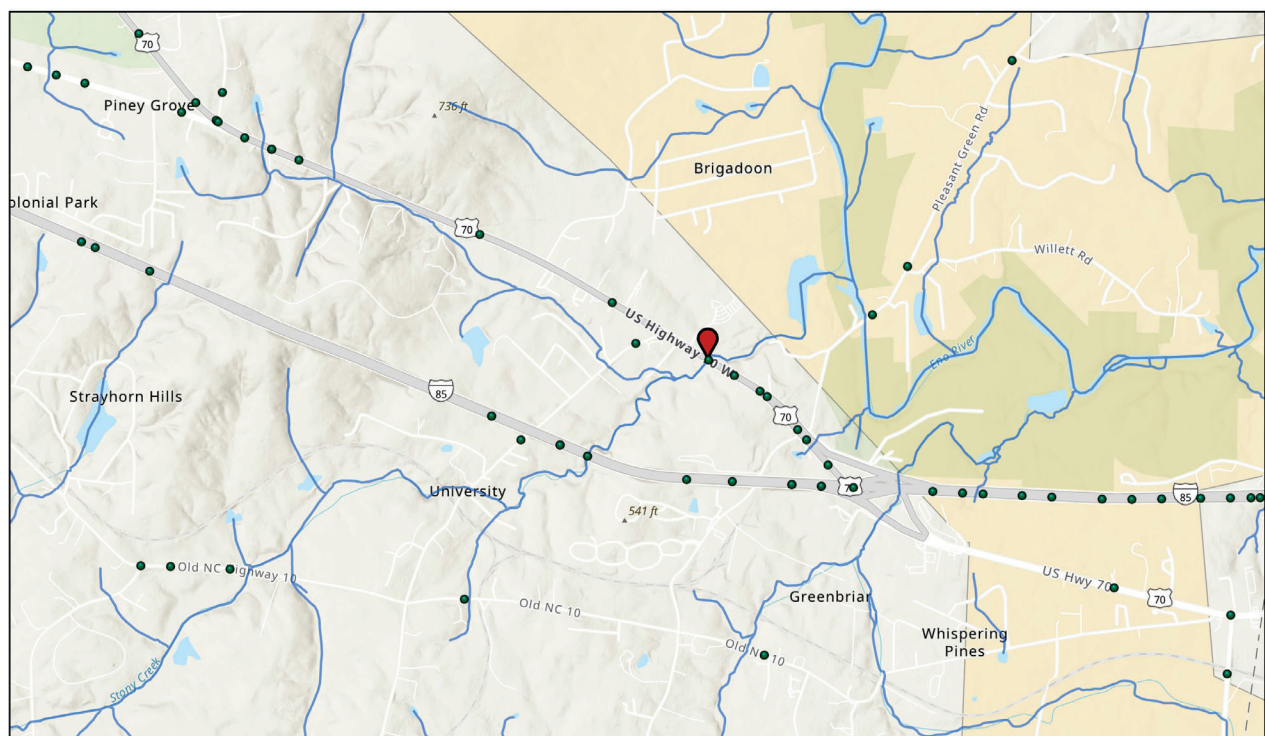 70
Piney Grove
736 ft
Brigadoon
Pleasant Green Rd
olonial Park
70
Willett Rd
US Highway 70 W
Eno River
85
Strayhorn Hills
70
University
70
85
541 ft
Old NC Highway 10
US Hwy 70
70
Greenbriar
Old NC 10
Whispering
Pines
Old NC 10
Stony Creek